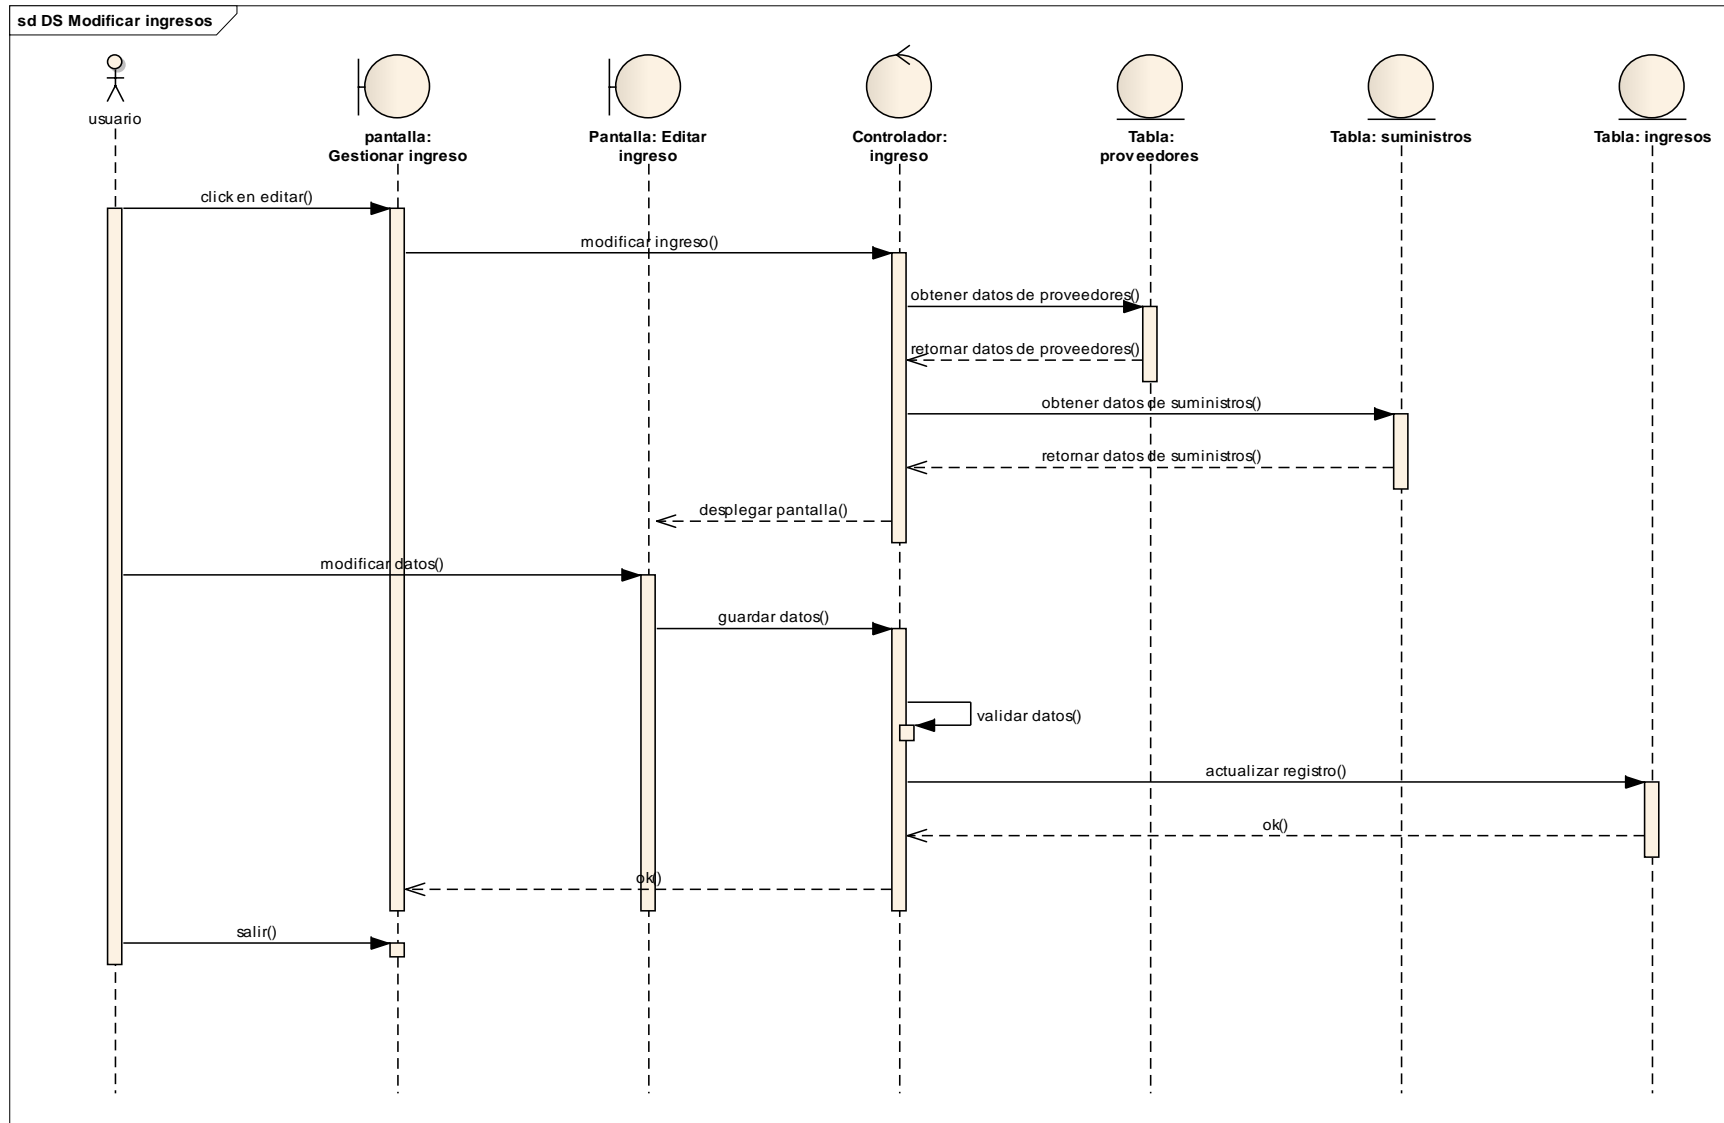 sd DS Modificar ingresos
usuario
pantalla:
Gestionar ingreso
Pantalla: Editar
ingreso
Controlador:
ingreso
Tabla:
proveedores
Tabla: suministros
Tabla: ingresos
click en editar()
modificar ingreso()
obtener datos de proveedores()
retornar datos de proveedores()
obtener datos de suministros()
retornar datos de suministros()
desplegar pantalla()
modificar datos()
guardar datos()
validar datos()
actualizar registro()
ok()
ok()
salir()